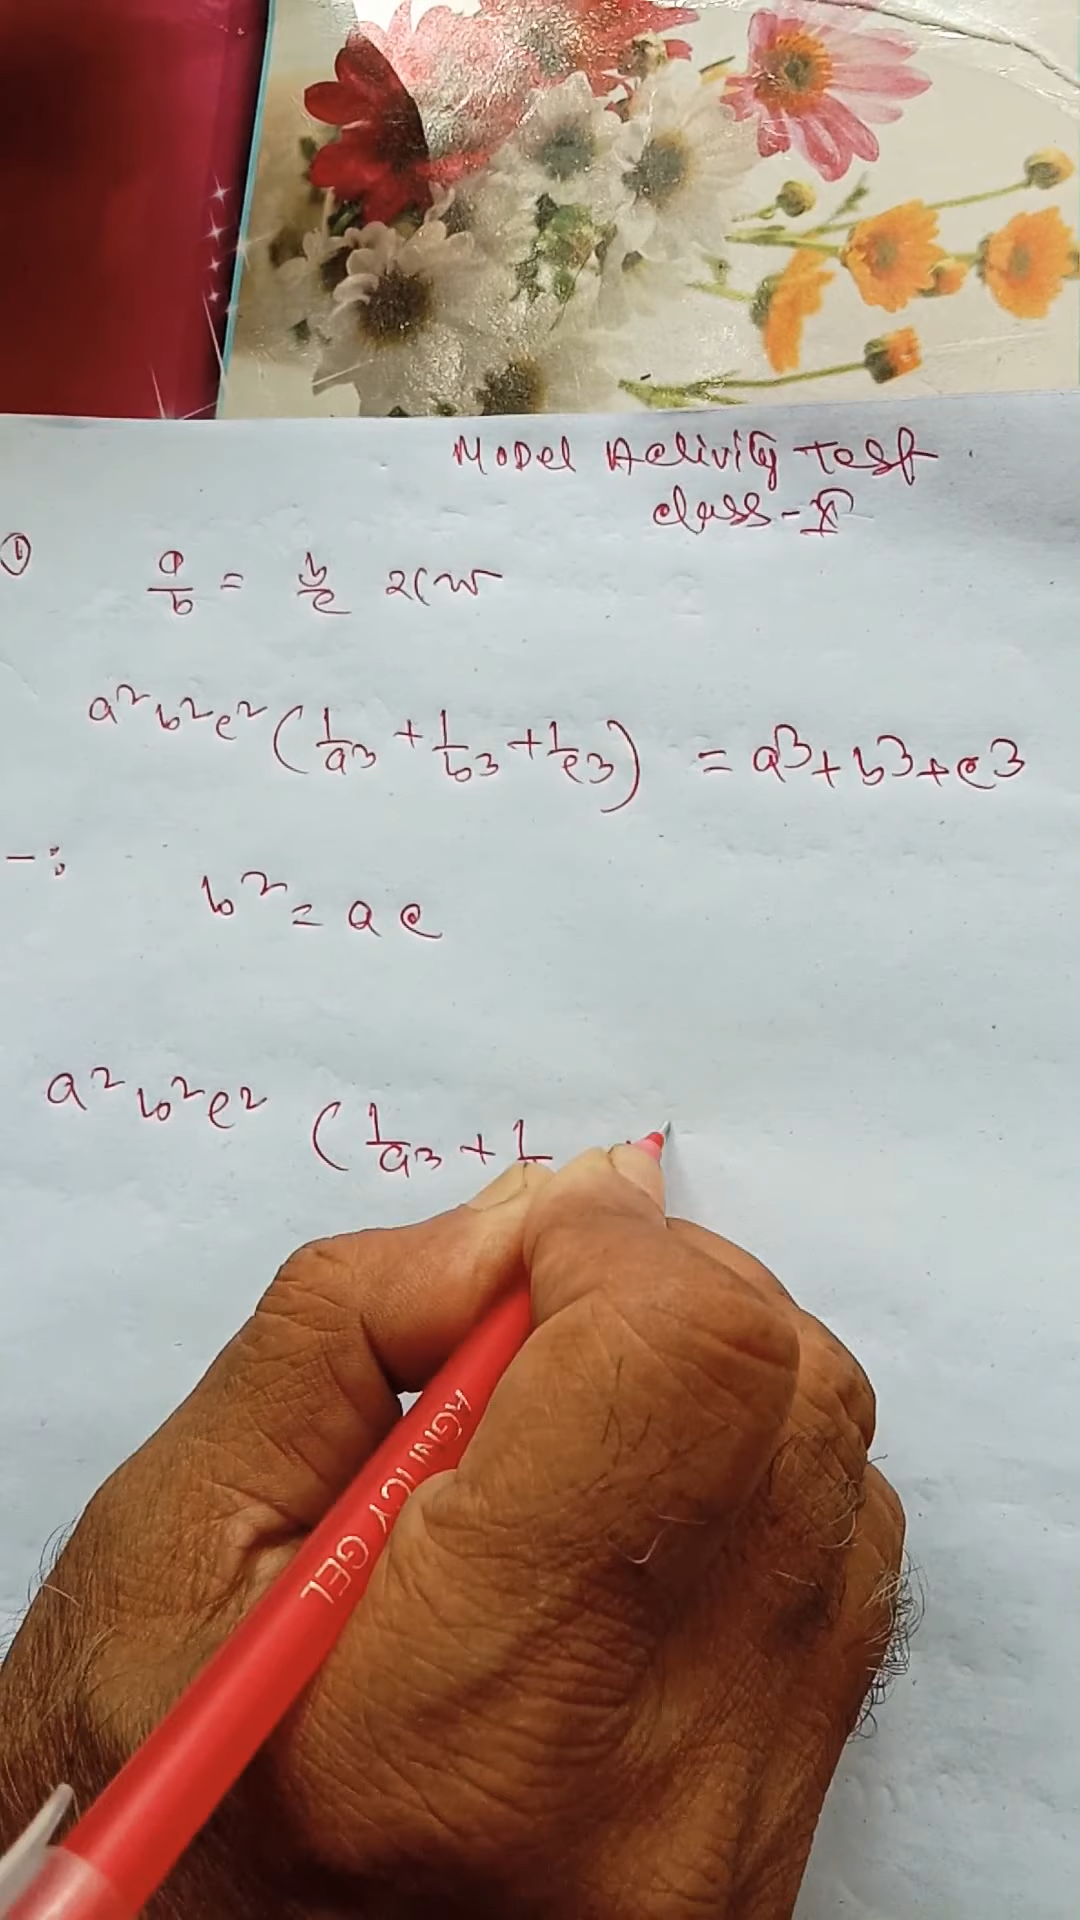 Model Activity Test
class - X
① a/b = b/c হলে
a²b²c² (1/a³ + 1/b³ + 1/c³) = a³ + b³ + c³
-:
b² = ac
a²b²c² (1/a³ + 1
AGNI ICY GEL